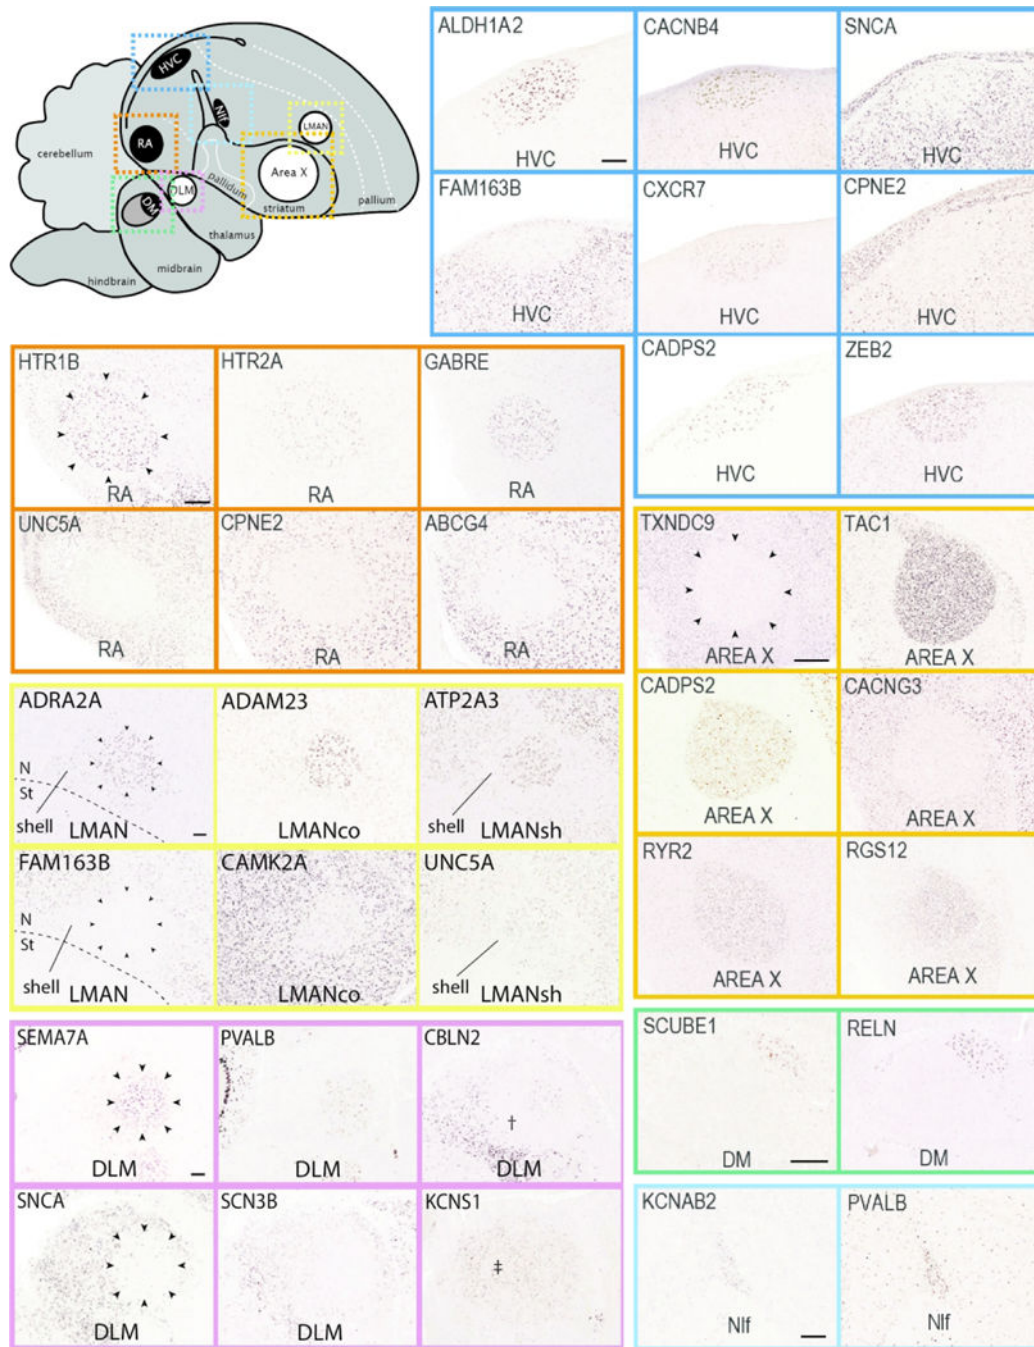 HVC
NIf
LMAN
RA
cerebellum
Area X
DLM
pallidum
DM
striatum
pallium
thalamus
midbrain
hindbrain
ALDH1A2
CACNB4
SNCA
HVC
HVC
HVC
FAM163B
CXCR7
CPNE2
HVC
HVC
HVC
CADPS2
ZEB2
HVC
HVC
HTR1B
HTR2A
GABRE
RA
RA
RA
UNC5A
CPNE2
ABCG4
RA
RA
RA
TXNDC9
TAC1
AREA X
AREA X
CADPS2
CACNG3
AREA X
AREA X
RYR2
RGS12
AREA X
AREA X
ADRA2A
ADAM23
ATP2A3
N
St
shell
LMAN
LMANco
shell
LMANsh
FAM163B
CAMK2A
UNC5A
N
St
shell
LMAN
LMANco
shell
LMANsh
SEMA7A
PVALB
CBLN2
†
DLM
DLM
DLM
SNCA
SCN3B
KCNS1
‡
DLM
DLM
DLM
SCUBE1
RELN
DM
DM
KCNAB2
PVALB
NIf
NIf